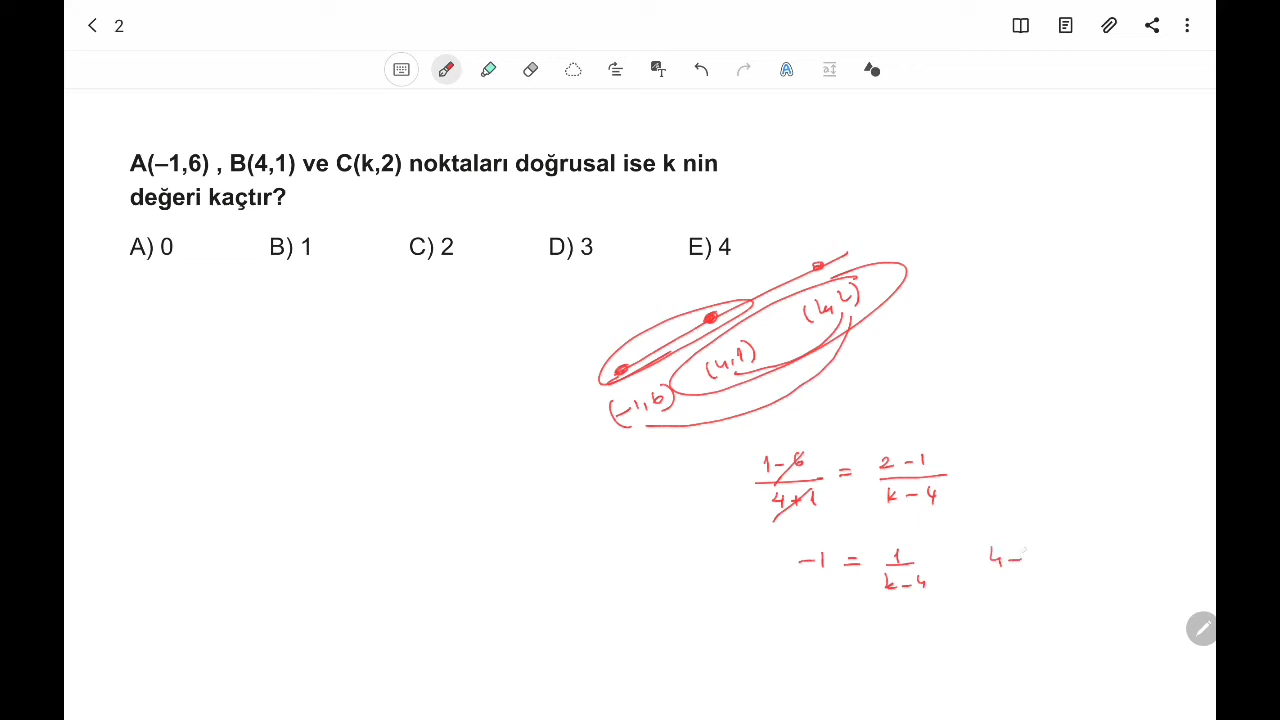 2
A(–1,6) , B(4,1) ve C(k,2) noktaları doğrusal ise k nin
değeri kaçtır?
A) 0 B) 1 C) 2 D) 3 E) 4
(k,2)
(4,1)
(-1,6)
1-6 / 4+1 = 2-1 / k-4
-1 = 1 / k-4 4-